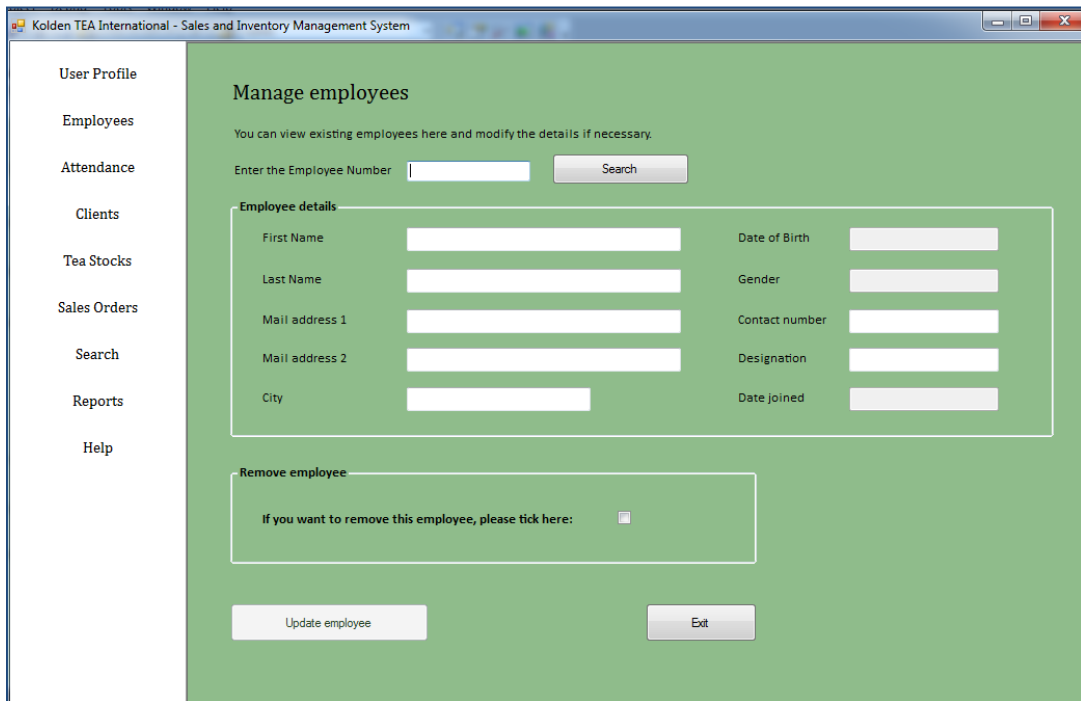 Kolden TEA International - Sales and Inventory Management System
User Profile
Employees
Attendance
Clients
Tea Stocks
Sales Orders
Search
Reports
Help
Manage employees
You can view existing employees here and modify the details if necessary.
Enter the Employee Number
Search
Employee details
First Name
Last Name
Mail address 1
Mail address 2
City
Date of Birth
Gender
Contact number
Designation
Date joined
Remove employee
If you want to remove this employee, please tick here:
Update employee
Exit